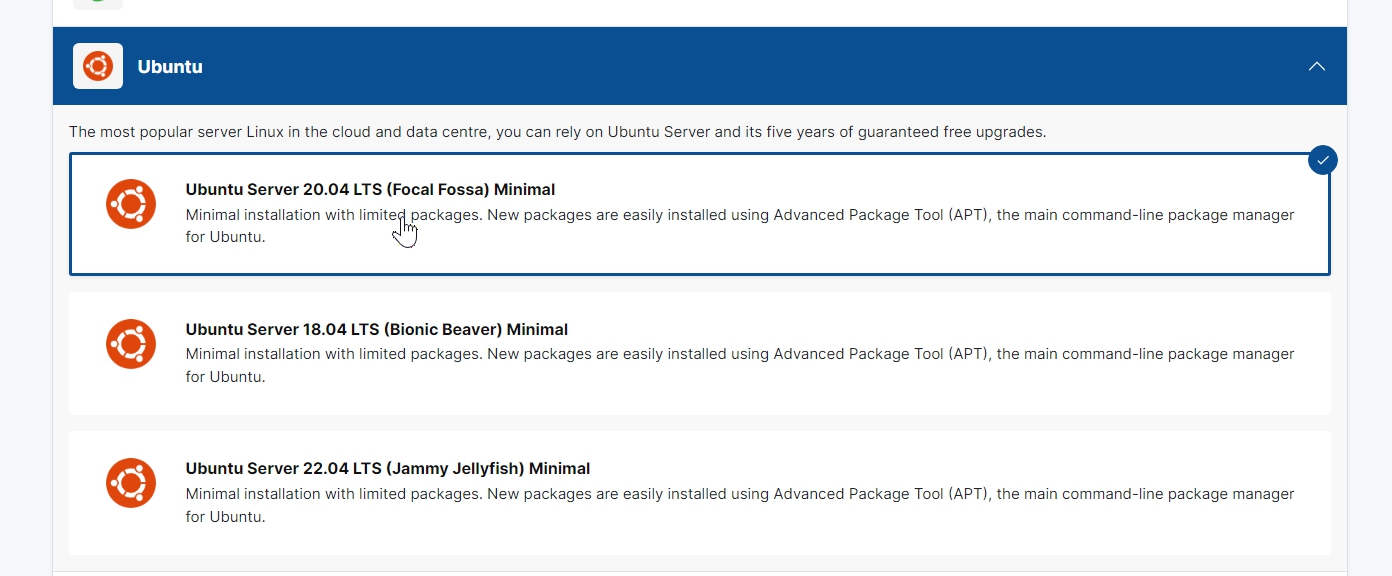 Ubuntu
The most popular server Linux in the cloud and data centre, you can rely on Ubuntu Server and its five years of guaranteed free upgrades.
Ubuntu Server 20.04 LTS (Focal Fossa) Minimal
Minimal installation with limited packages. New packages are easily installed using Advanced Package Tool (APT), the main command-line package manager
for Ubuntu.
Ubuntu Server 18.04 LTS (Bionic Beaver) Minimal
Minimal installation with limited packages. New packages are easily installed using Advanced Package Tool (APT), the main command-line package manager
for Ubuntu.
Ubuntu Server 22.04 LTS (Jammy Jellyfish) Minimal
Minimal installation with limited packages. New packages are easily installed using Advanced Package Tool (APT), the main command-line package manager
for Ubuntu.